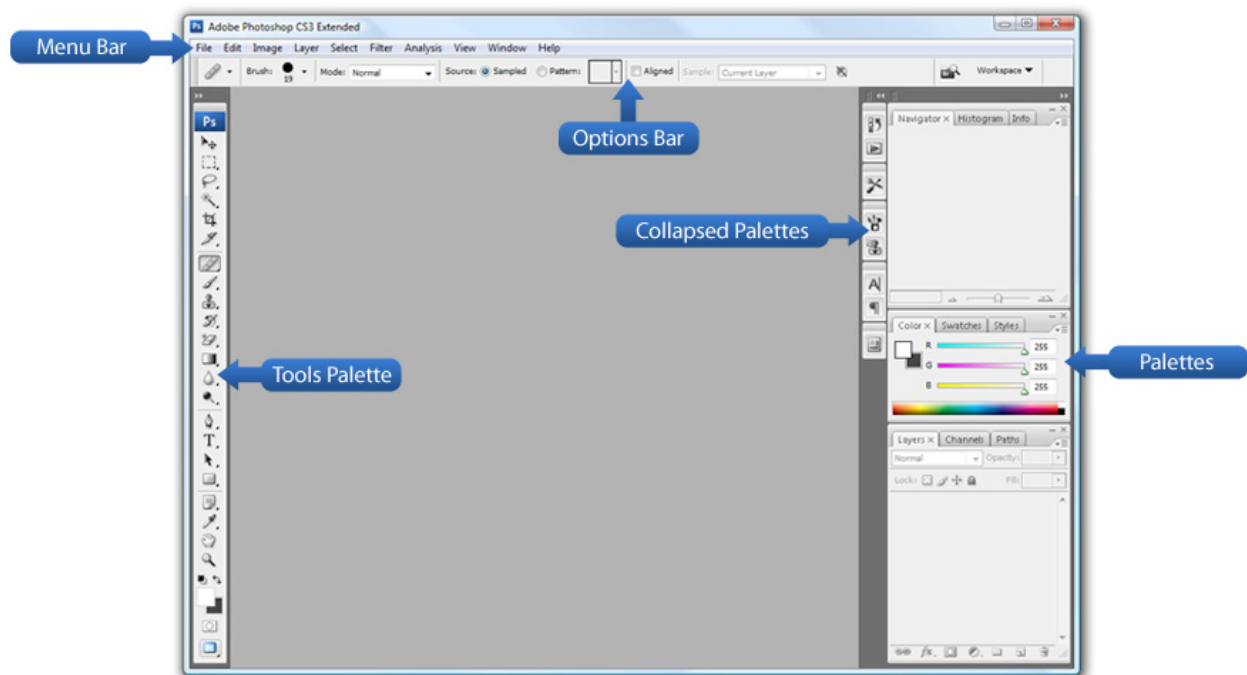 Adobe Photoshop CS3 Extended
Menu Bar
File Edit Image Layer Select Filter Analysis View Window Help
Brush: 19 Mode: Normal Source: Sampled Pattern: Aligned Sample: Current Layer Workspace
Options Bar
Ps
Navigator Histogram Info
Collapsed Palettes
Color Swatches Styles
R 255
G 255
B 255
Palettes
Tools Palette
Layers Channels Paths
Normal Opacity:
Lock: Fill: